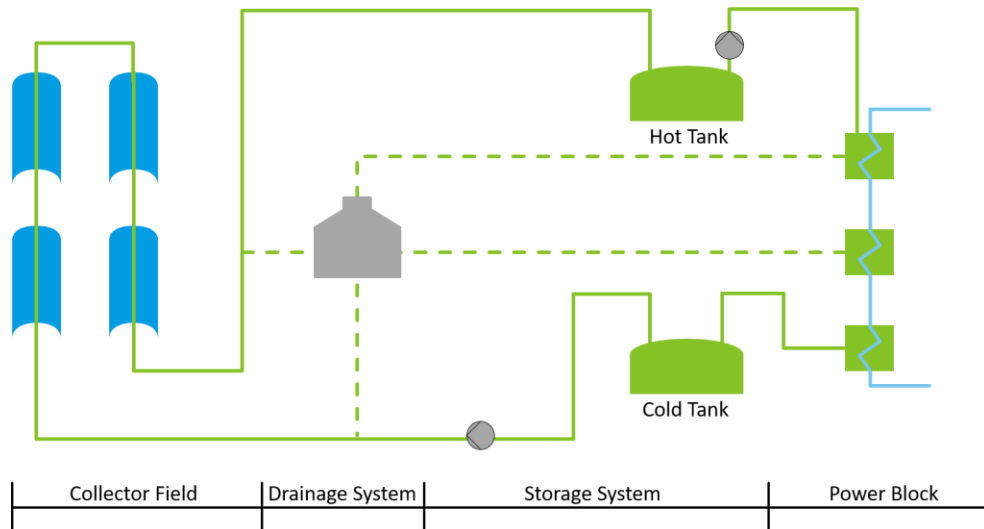 Hot Tank
Cold Tank
Collector Field
Drainage System
Storage System
Power Block